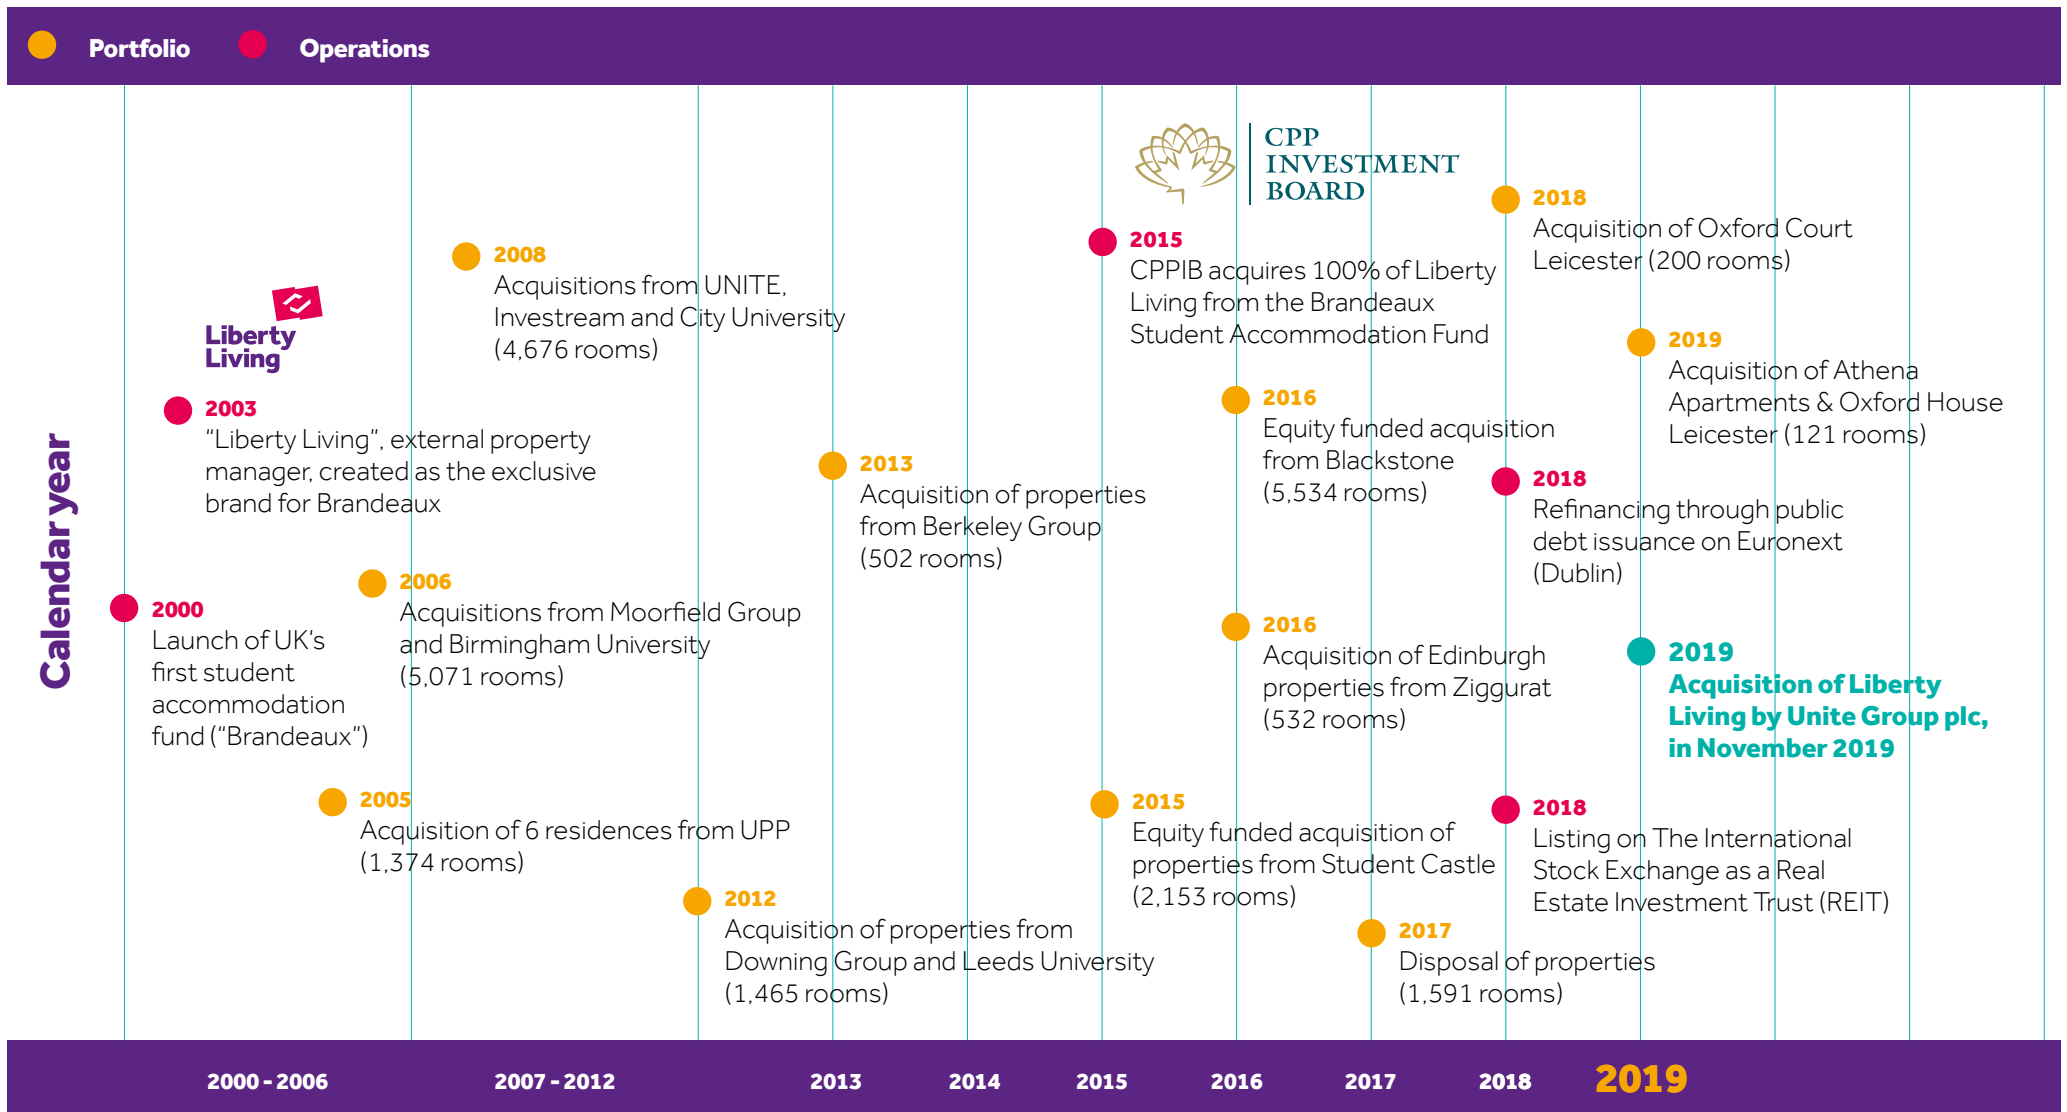 Portfolio
Operations
Calendar year
CPP
INVESTMENT
BOARD
Liberty
Living
2000
Launch of UK's
first student
accommodation
fund (“Brandeaux”)
2003
“Liberty Living”, external property
manager, created as the exclusive
brand for Brandeaux
2005
Acquisition of 6 residences from UPP
(1,374 rooms)
2006
Acquisitions from Moorfield Group
and Birmingham University
(5,071 rooms)
2008
Acquisitions from UNITE,
Investream and City University
(4,676 rooms)
2012
Acquisition of properties from
Downing Group and Leeds University
(1,465 rooms)
2013
Acquisition of properties
from Berkeley Group
(502 rooms)
2015
CPPIB acquires 100% of Liberty
Living from the Brandeaux
Student Accommodation Fund
2015
Equity funded acquisition of
properties from Student Castle
(2,153 rooms)
2016
Equity funded acquisition
from Blackstone
(5,534 rooms)
2016
Acquisition of Edinburgh
properties from Ziggurat
(532 rooms)
2017
Disposal of properties
(1,591 rooms)
2018
Acquisition of Oxford Court
Leicester (200 rooms)
2018
Refinancing through public
debt issuance on Euronext
(Dublin)
2018
Listing on The International
Stock Exchange as a Real
Estate Investment Trust (REIT)
2019
Acquisition of Athena
Apartments & Oxford House
Leicester (121 rooms)
2019
Acquisition of Liberty
Living by Unite Group plc,
in November 2019
2000 - 2006
2007 - 2012
2013
2014
2015
2016
2017
2018
2019